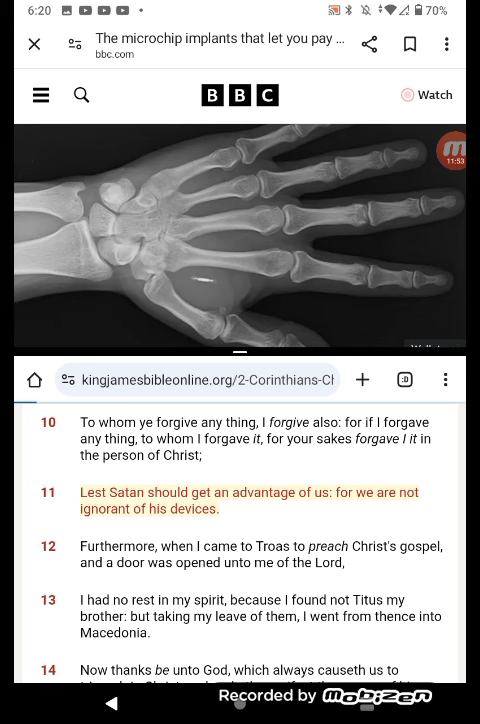 6:20
70%
The microchip implants that let you pay ...
bbc.com
BBC
Watch
11:53
kingjamesbibleonline.org/2-Corinthians-Ch
:D
10 To whom ye forgive any thing, I forgive also: for if I forgave
any thing, to whom I forgave it, for your sakes forgave I it in
the person of Christ;
11 Lest Satan should get an advantage of us: for we are not
ignorant of his devices.
12 Furthermore, when I came to Troas to preach Christ's gospel,
and a door was opened unto me of the Lord,
13 I had no rest in my spirit, because I found not Titus my
brother: but taking my leave of them, I went from thence into
Macedonia.
14 Now thanks be unto God, which always causeth us to
Recorded by Mobizen